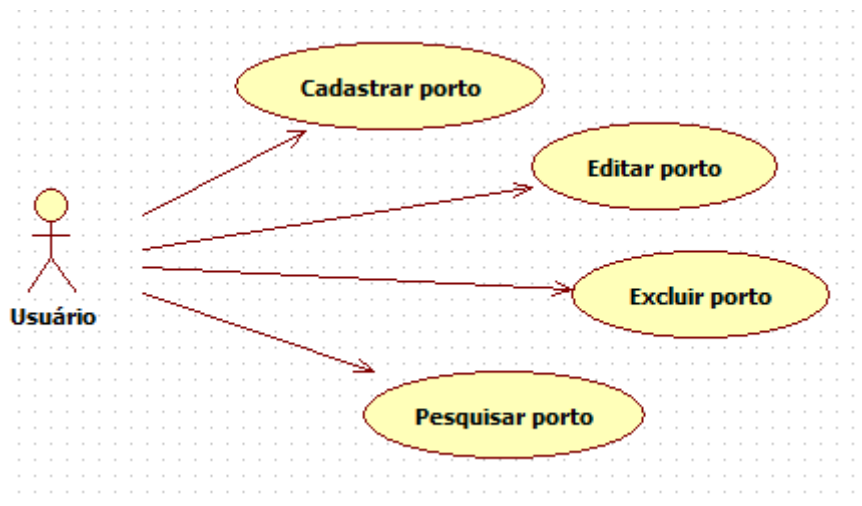 Cadastrar porto
Editar porto
Excluir porto
Usuário
Pesquisar porto